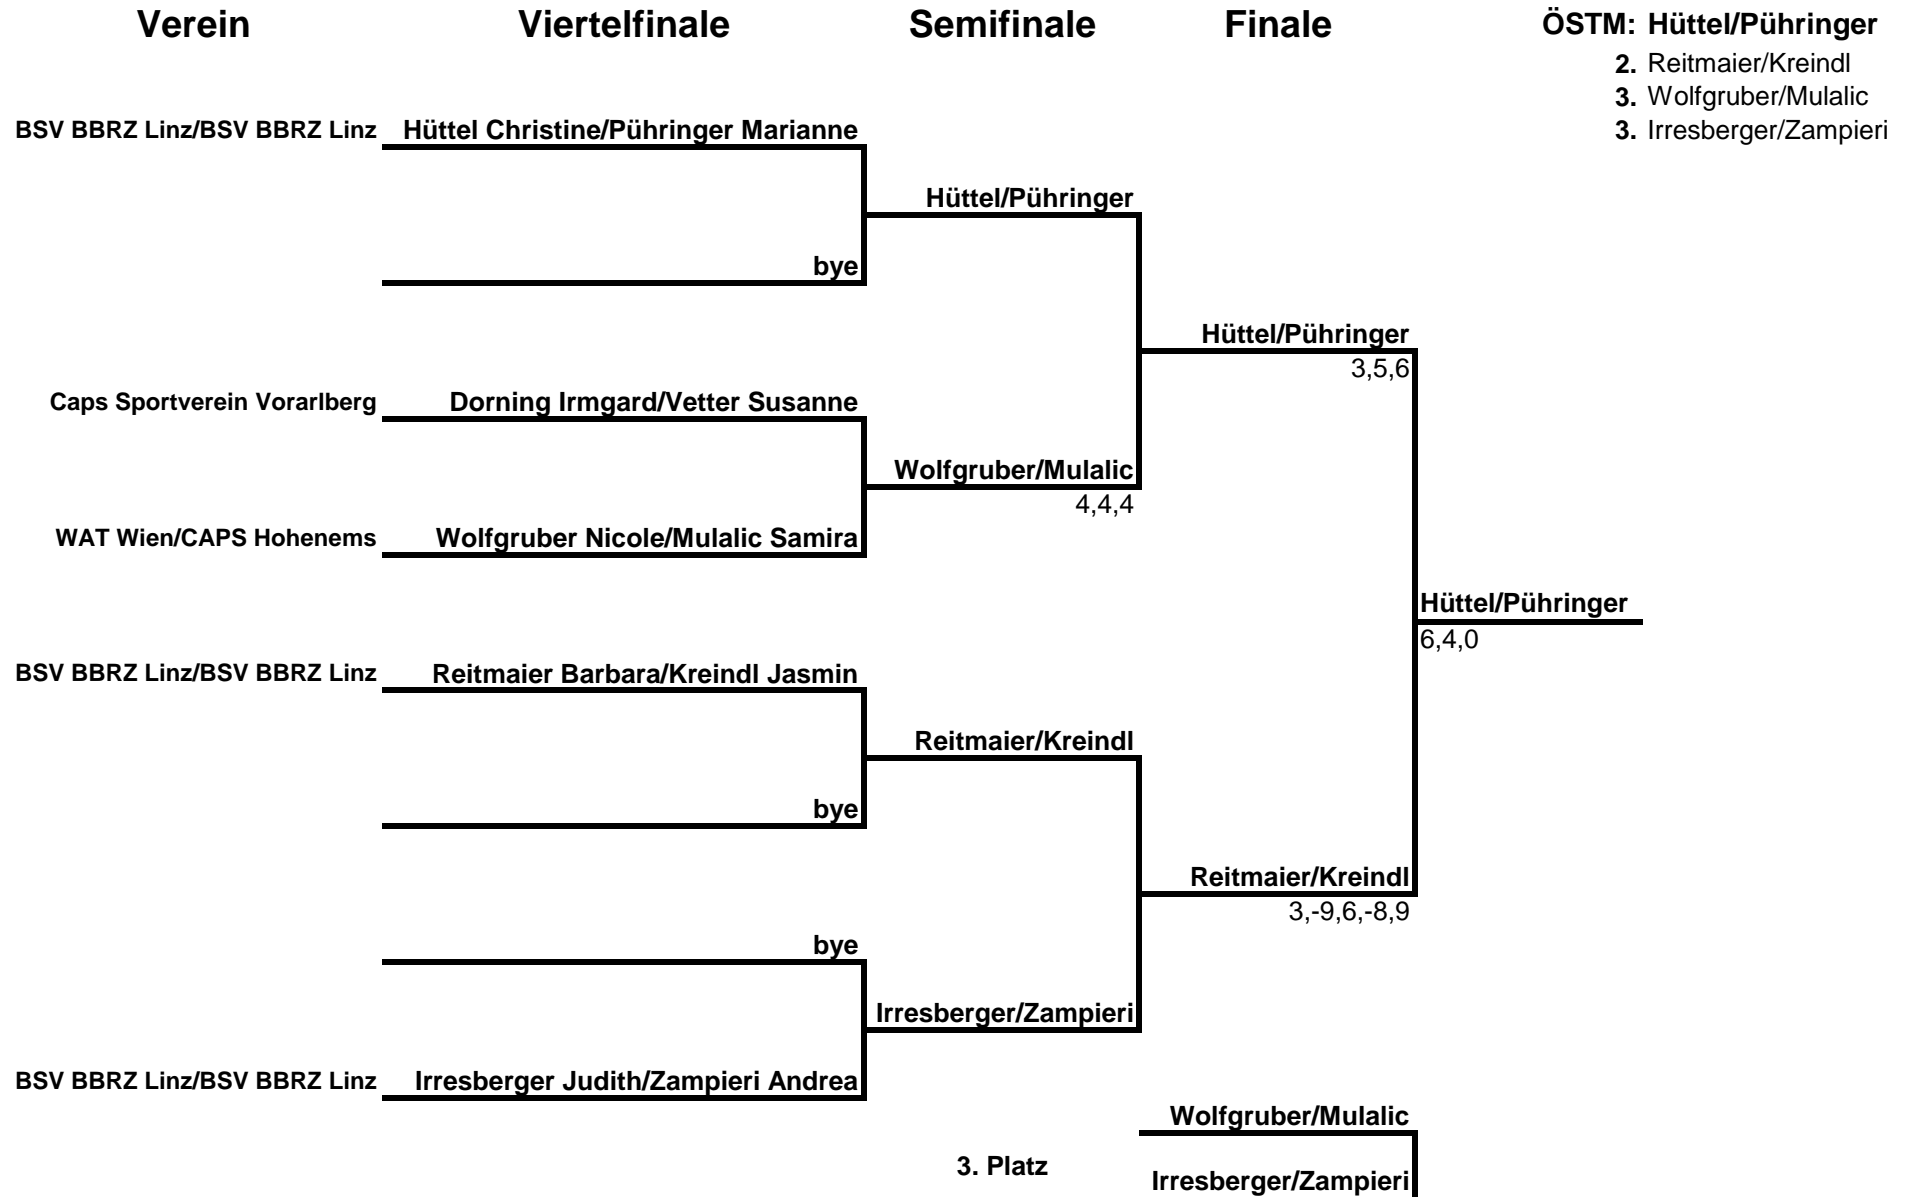 Verein Viertelfinale Semifinale Finale ÖSTM: Hüttel/Pühringer
2. Reitmaier/Kreindl
3. Wolfgruber/Mulalic
3. Irresberger/Zampieri
BSV BBRZ Linz/BSV BBRZ Linz Hüttel Christine/Pühringer Marianne
Hüttel/Pühringer
bye
Hüttel/Pühringer
3,5,6
Caps Sportverein Vorarlberg Dorning Irmgard/Vetter Susanne
Wolfgruber/Mulalic
4,4,4
WAT Wien/CAPS Hohenems Wolfgruber Nicole/Mulalic Samira
Hüttel/Pühringer
6,4,0
BSV BBRZ Linz/BSV BBRZ Linz Reitmaier Barbara/Kreindl Jasmin
Reitmaier/Kreindl
bye
Reitmaier/Kreindl
3,-9,6,-8,9
bye
Irresberger/Zampieri
BSV BBRZ Linz/BSV BBRZ Linz Irresberger Judith/Zampieri Andrea
Wolfgruber/Mulalic
3. Platz
Irresberger/Zampieri